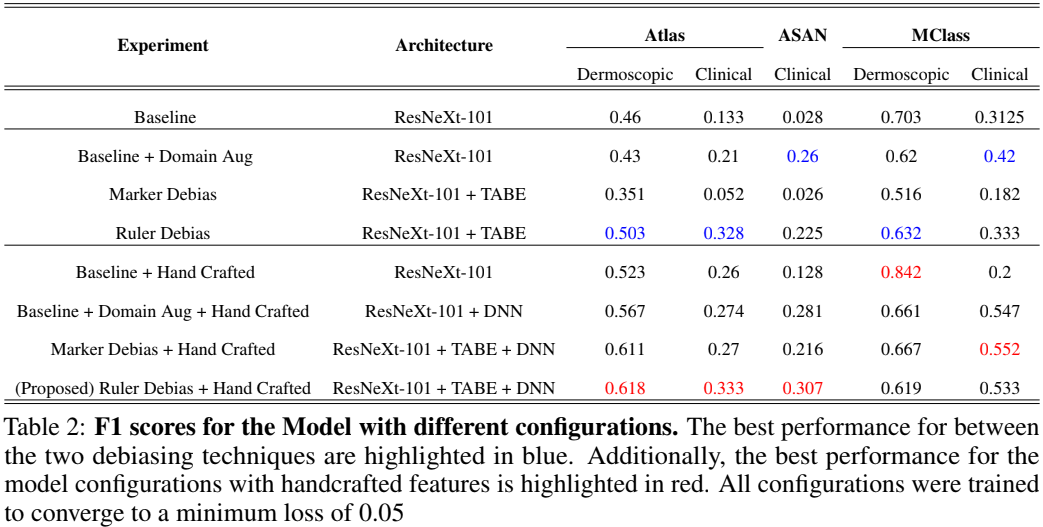 Experiment Architecture Atlas ASAN MClass
Dermoscopic Clinical Clinical Dermoscopic Clinical
Baseline ResNeXt-101 0.46 0.133 0.028 0.703 0.3125
Baseline + Domain Aug ResNeXt-101 0.43 0.21 0.26 0.62 0.42
Marker Debias ResNeXt-101 + TABE 0.351 0.052 0.026 0.516 0.182
Ruler Debias ResNeXt-101 + TABE 0.503 0.328 0.225 0.632 0.333
Baseline + Hand Crafted ResNeXt-101 0.523 0.26 0.128 0.842 0.2
Baseline + Domain Aug + Hand Crafted ResNeXt-101 + DNN 0.567 0.274 0.281 0.661 0.547
Marker Debias + Hand Crafted ResNeXt-101 + TABE + DNN 0.611 0.27 0.216 0.667 0.552
(Proposed) Ruler Debias + Hand Crafted ResNeXt-101 + TABE + DNN 0.618 0.333 0.307 0.619 0.533
Table 2: F1 scores for the Model with different configurations. The best performance for between
the two debiasing techniques are highlighted in blue. Additionally, the best performance for the
model configurations with handcrafted features is highlighted in red. All configurations were trained
to converge to a minimum loss of 0.05